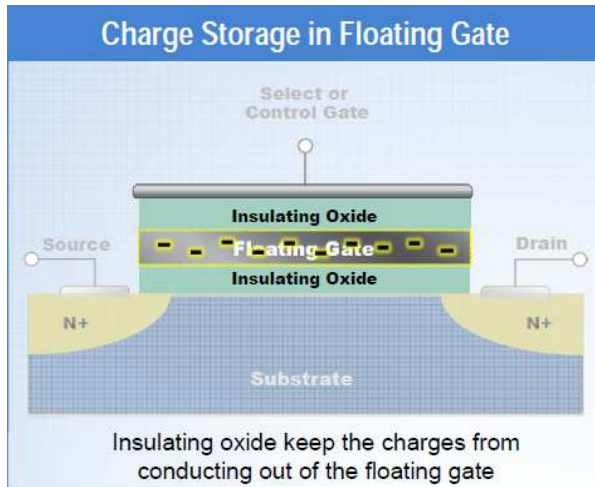 Charge Storage in Floating Gate
Select or
Control Gate
Insulating Oxide
Source
Floating Gate
Drain
Insulating Oxide
N+
N+
Substrate
Insulating oxide keep the charges from
conducting out of the floating gate